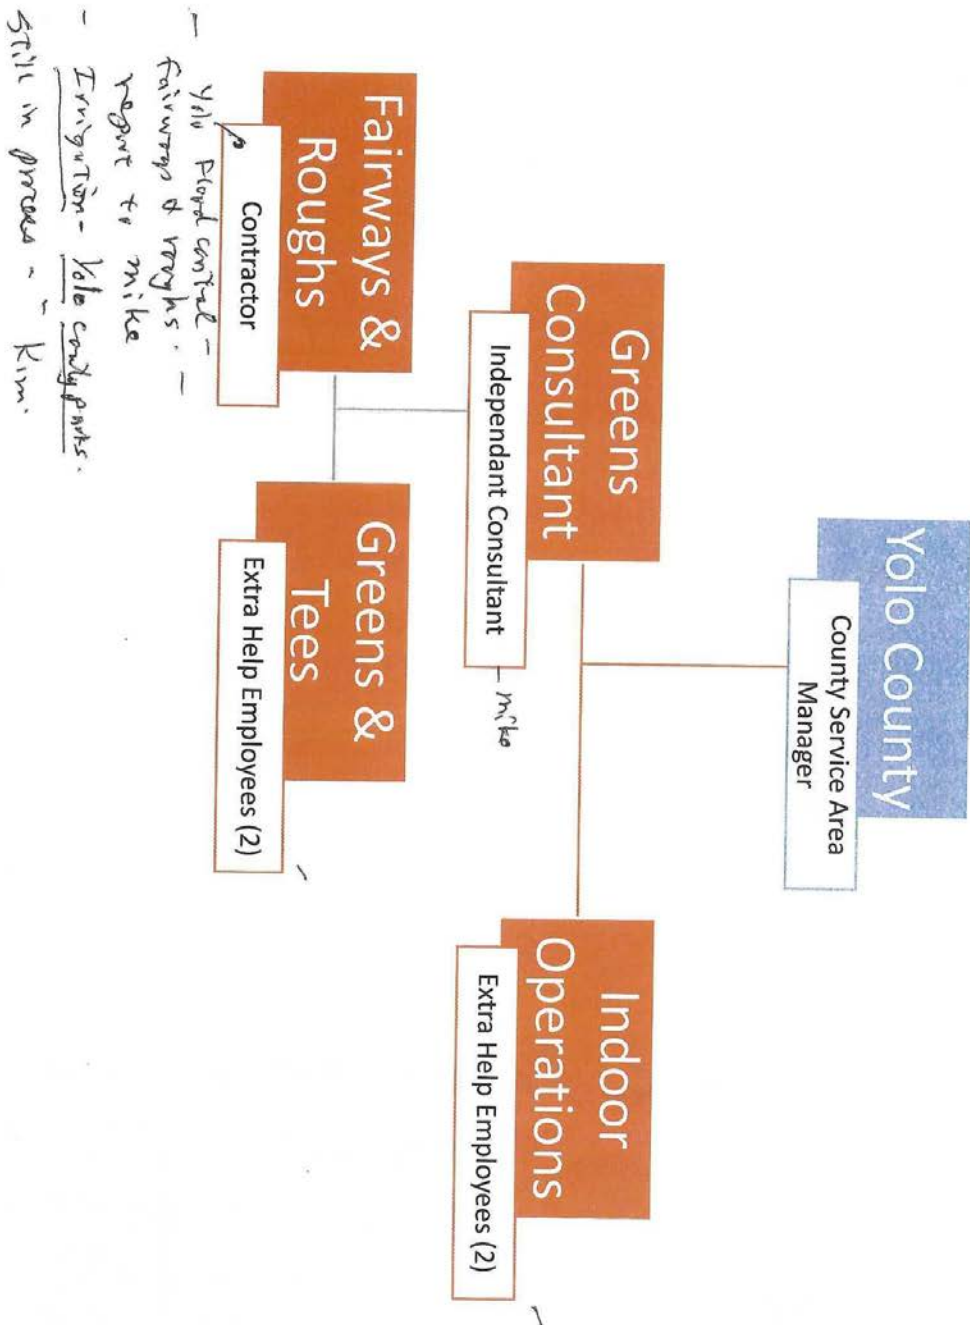 Yolo County
County Service Area
Manager
Greens
Consultant
Independant Consultant
— mike
Indoor
Operations
Extra Help Employees (2)
Fairways &
Roughs
Contractor
Greens &
Tees
Extra Help Employees (2)
— Yolo Flood control —
fairways & roughs. —
report to mike
- Irrigation - Yolo county parks.
still in process - Kim.